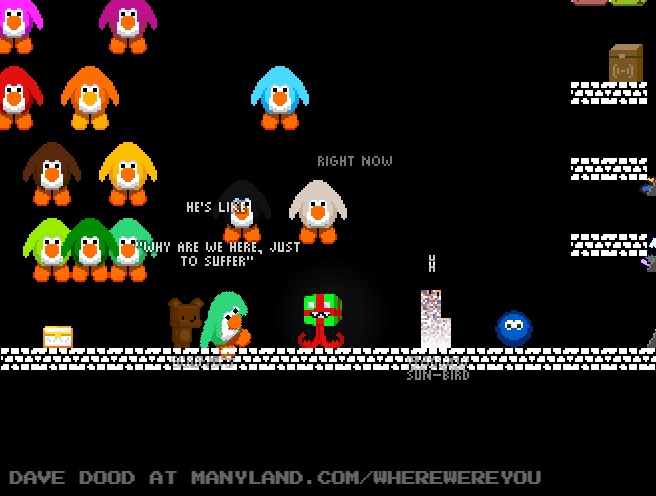 RIGHT NOW
HE'S LIKE
"WHY ARE WE HERE, JUST
TO SUFFER"
SUN-BIRD
DAVE DOOD AT MANYLAND.COM/WHEREWEREYOU